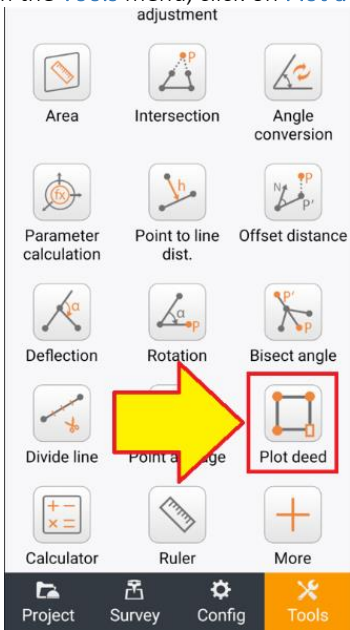 adjustment
Area
Intersection
Angle
conversion
Parameter
calculation
Point to line
dist.
Offset distance
Deflection
Rotation
Bisect angle
Divide line
Plot deed
Calculator
Ruler
More
Project
Survey
Config
Tools